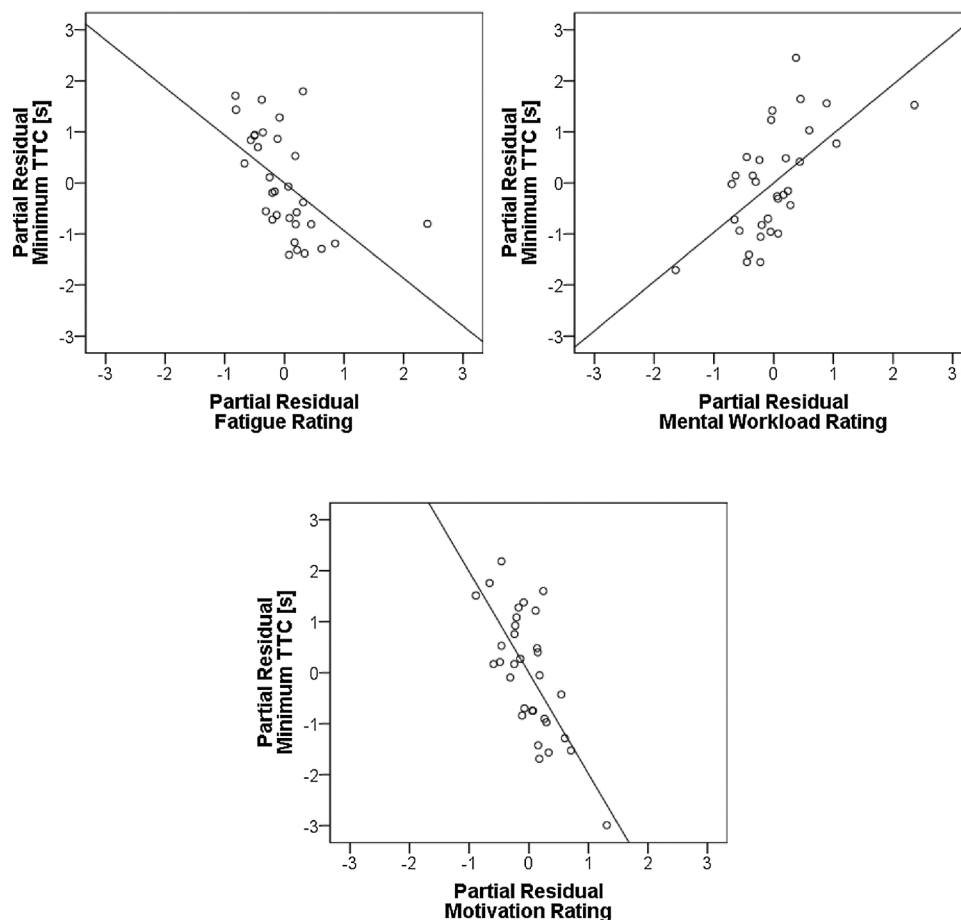 3
2
1
0
-1
-2
-3
Partial Residual
Minimum TTC [s]
-3 -2 -1 0 1 2 3
Partial Residual
Fatigue Rating
3
2
1
0
-1
-2
-3
Partial Residual
Minimum TTC [s]
-3 -2 -1 0 1 2 3
Partial Residual
Mental Workload Rating
3
2
1
0
-1
-2
-3
Partial Residual
Minimum TTC [s]
-3 -2 -1 0 1 2 3
Partial Residual
Motivation Rating